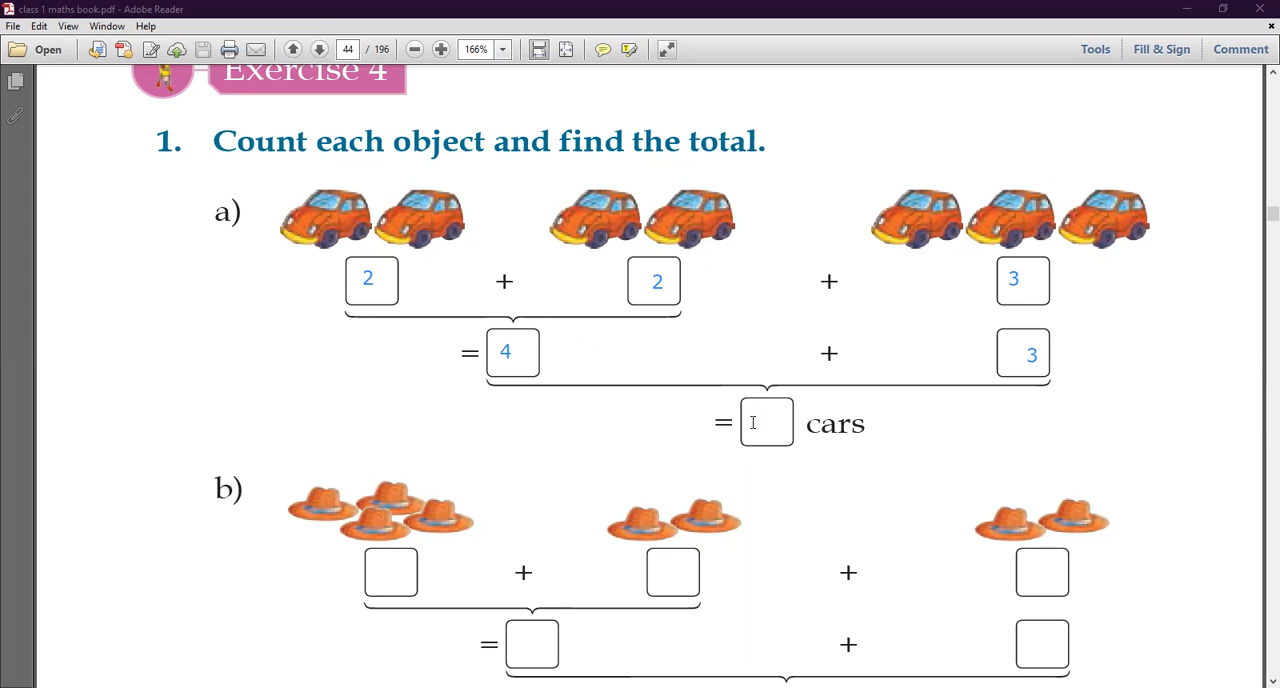 class 1 maths book.pdf - Adobe Reader
File Edit View Window Help
Open 44 / 196 166% Tools Fill & Sign Comment
Exercise 4
1. Count each object and find the total.
a)
2 + 2 + 3
= 4 + 3
= cars
b)
+ +
= +